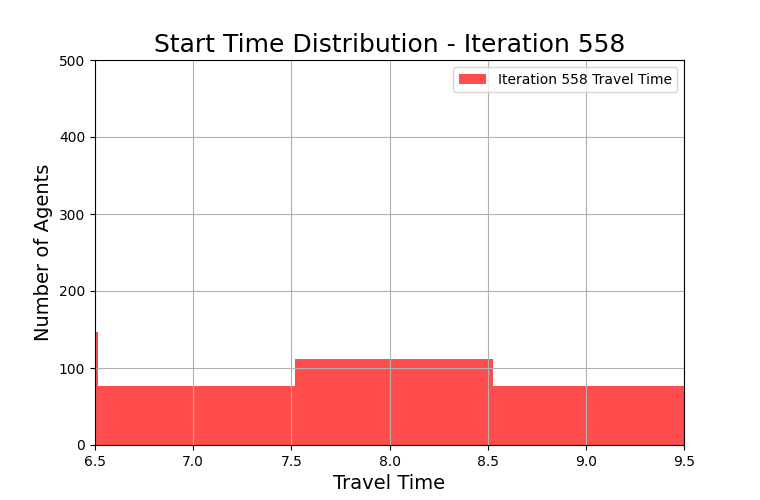 Start Time Distribution - Iteration 558
Iteration 558 Travel Time
Number of Agents
500
400
300
200
100
0
6.5 7.0 7.5 8.0 8.5 9.0 9.5
Travel Time